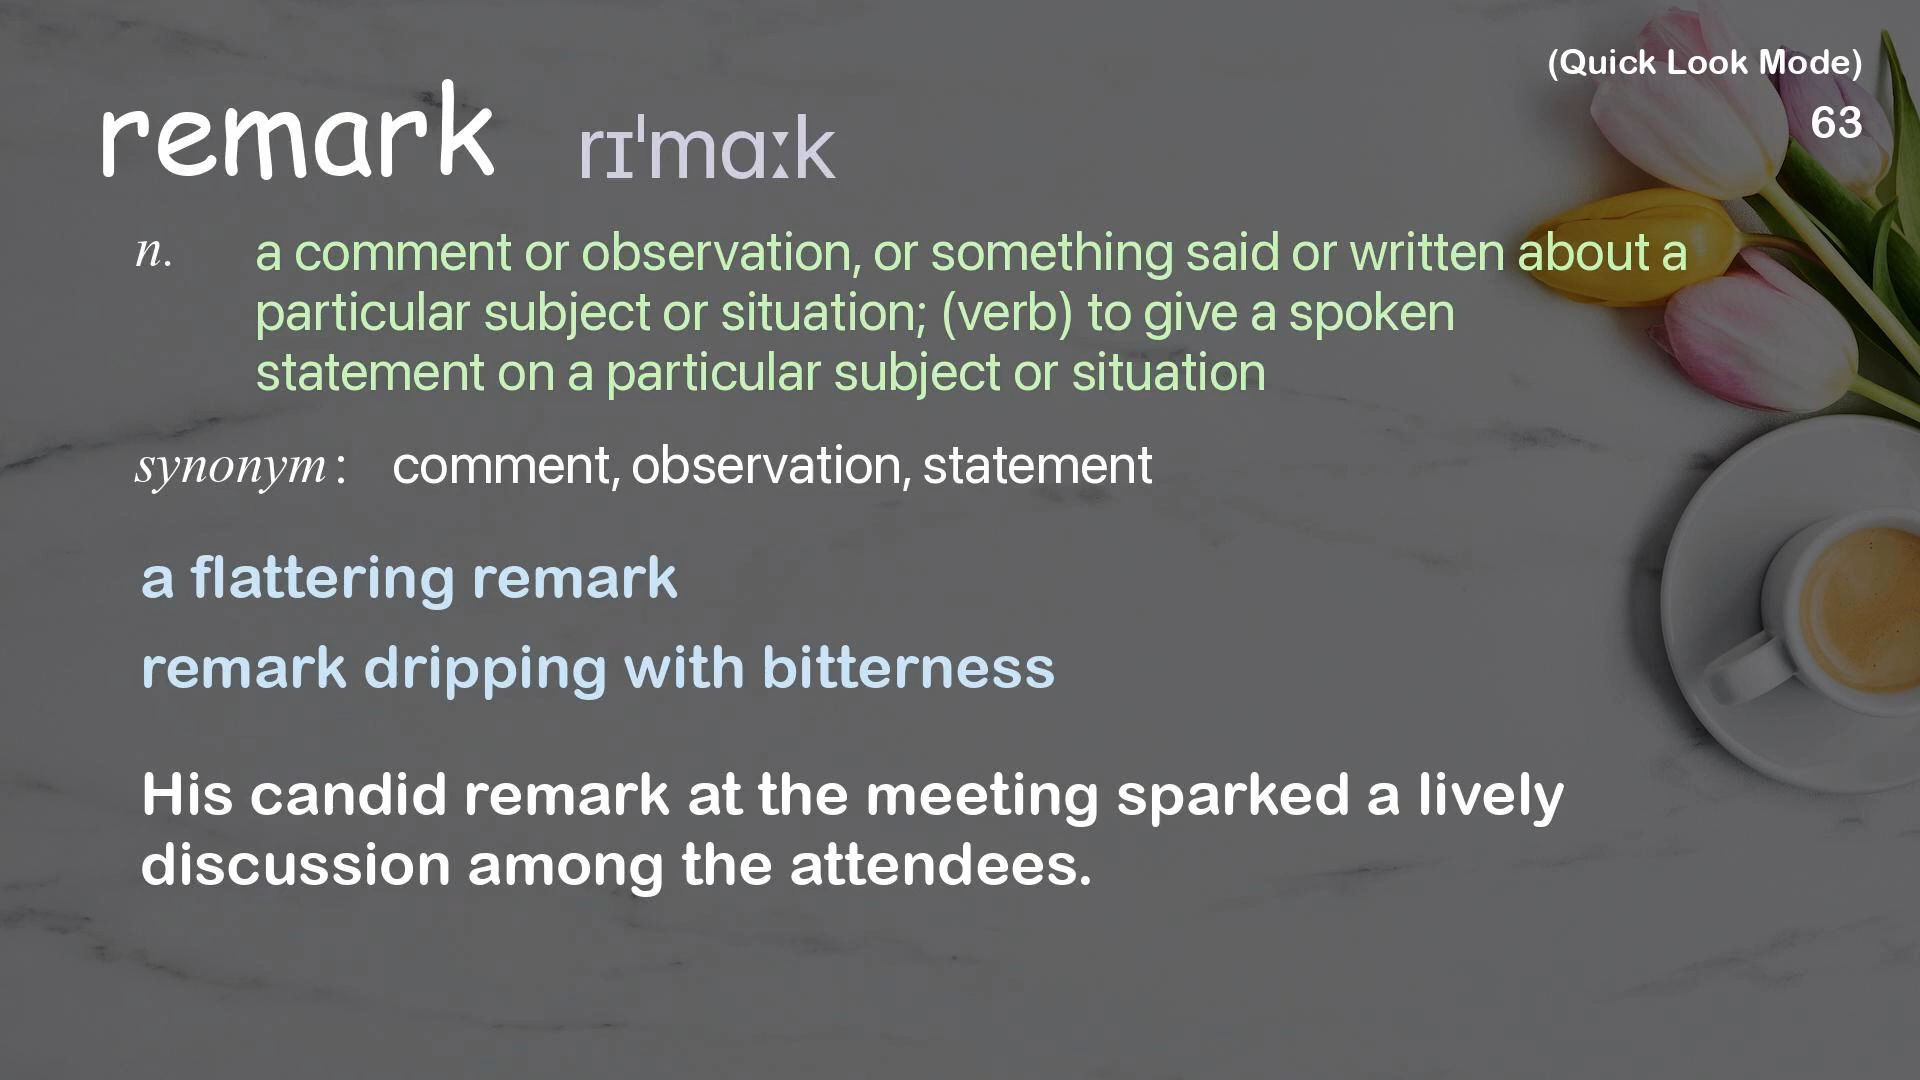 (Quick Look Mode)
63
remark rɪˈmɑːk
n. a comment or observation, or something said or written about a
particular subject or situation; (verb) to give a spoken
statement on a particular subject or situation
synonym: comment, observation, statement
a flattering remark
remark dripping with bitterness
His candid remark at the meeting sparked a lively
discussion among the attendees.